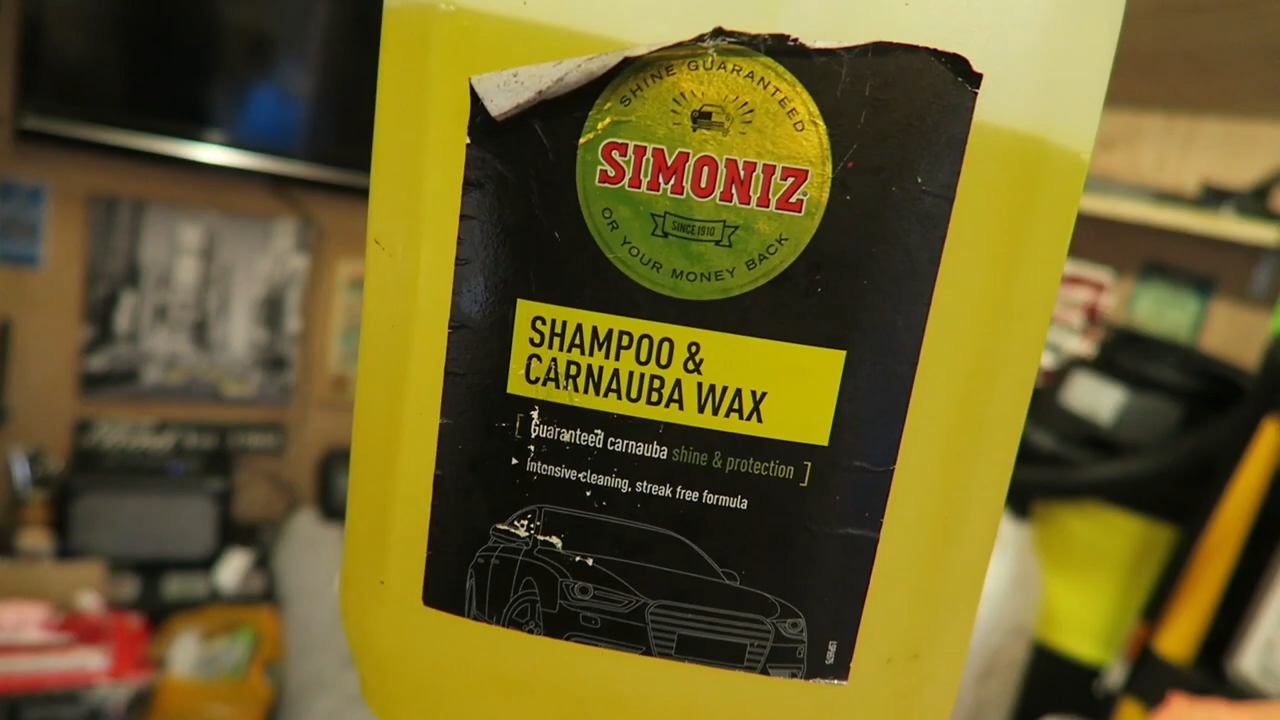 SHINE GUARANTEED
SIMONIZ
SINCE 1910
OR YOUR MONEY BACK
SHAMPOO &
CARNAUBA WAX
[ Guaranteed carnauba shine & protection ]
▸ Intensive cleaning, streak free formula